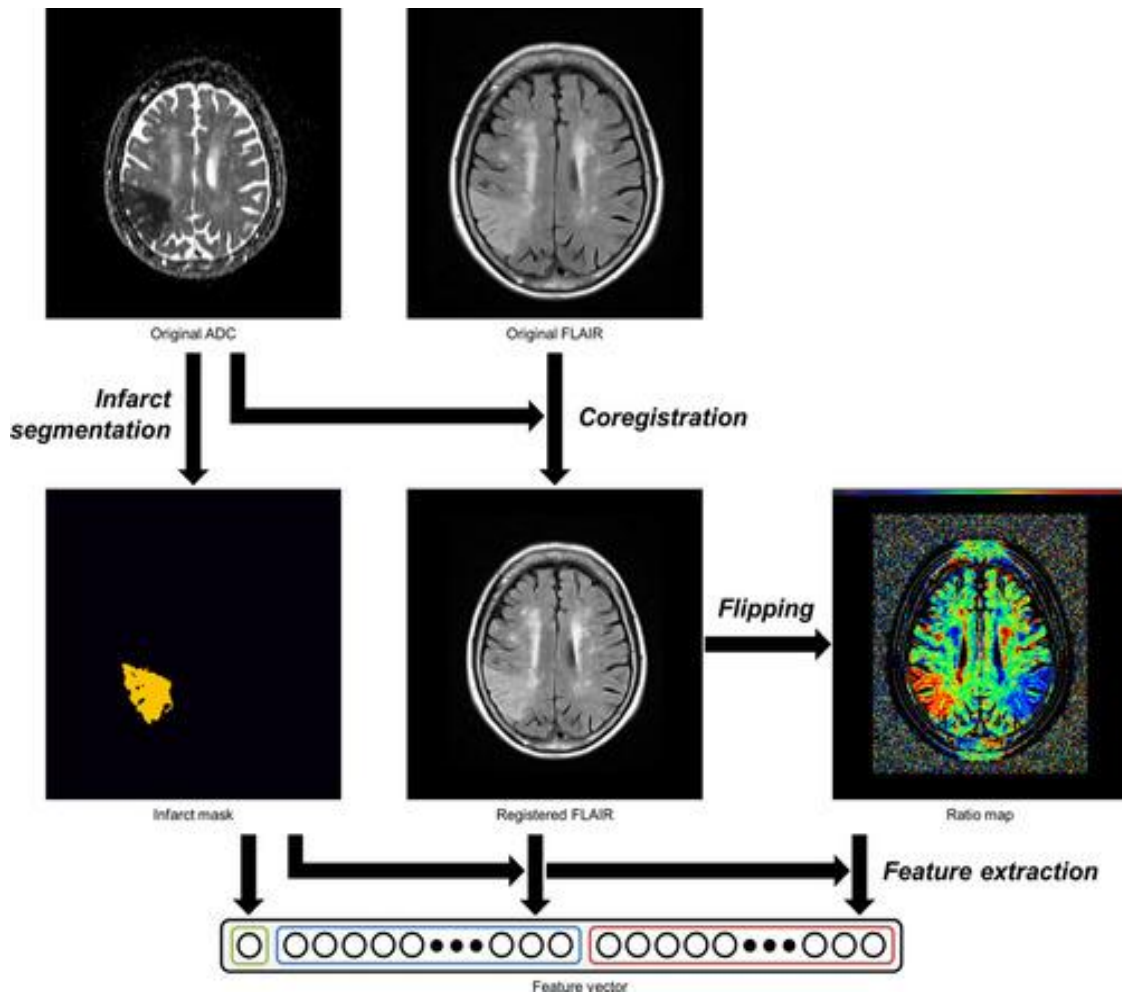 Original ADC
Original FLAIR
Infarct
segmentation
Coregistration
Flipping
Infarct mask
Registered FLAIR
Ratio map
Feature extraction
Feature vector